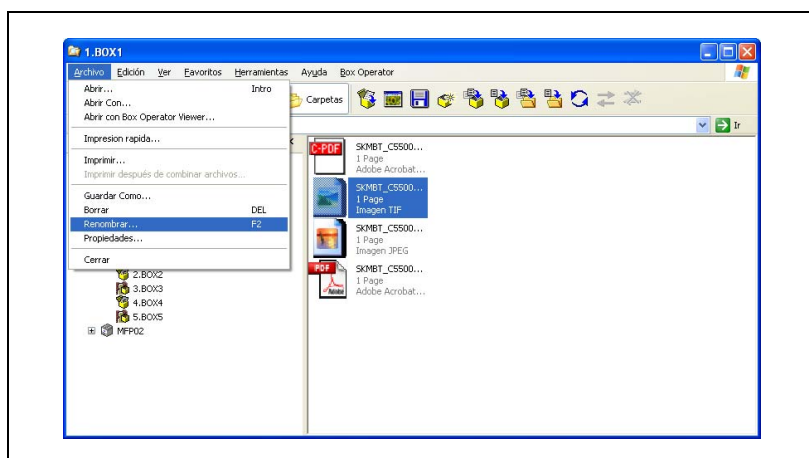 1.BOX1
Archivo Edición Ver Favoritos Herramientas Ayuda Box Operator
Abrir... Intro
Abrir Con...
Abrir con Box Operator Viewer...
Impresion rapida...
Imprimir...
Imprimir después de combinar archivos...
Guardar Como...
Borrar DEL
Renombrar... F2
Propiedades...
Cerrar
Carpetas
Ir
2.BOX2
3.BOX3
4.BOX4
5.BOX5
MFP02
C-PDF
SKMBT_C5500...
1 Page
Adobe Acrobat...
SKMBT_C5500...
1 Page
Imagen TIF
SKMBT_C5500...
1 Page
Imagen JPEG
PDF
Adobe
SKMBT_C5500...
1 Page
Adobe Acrobat...